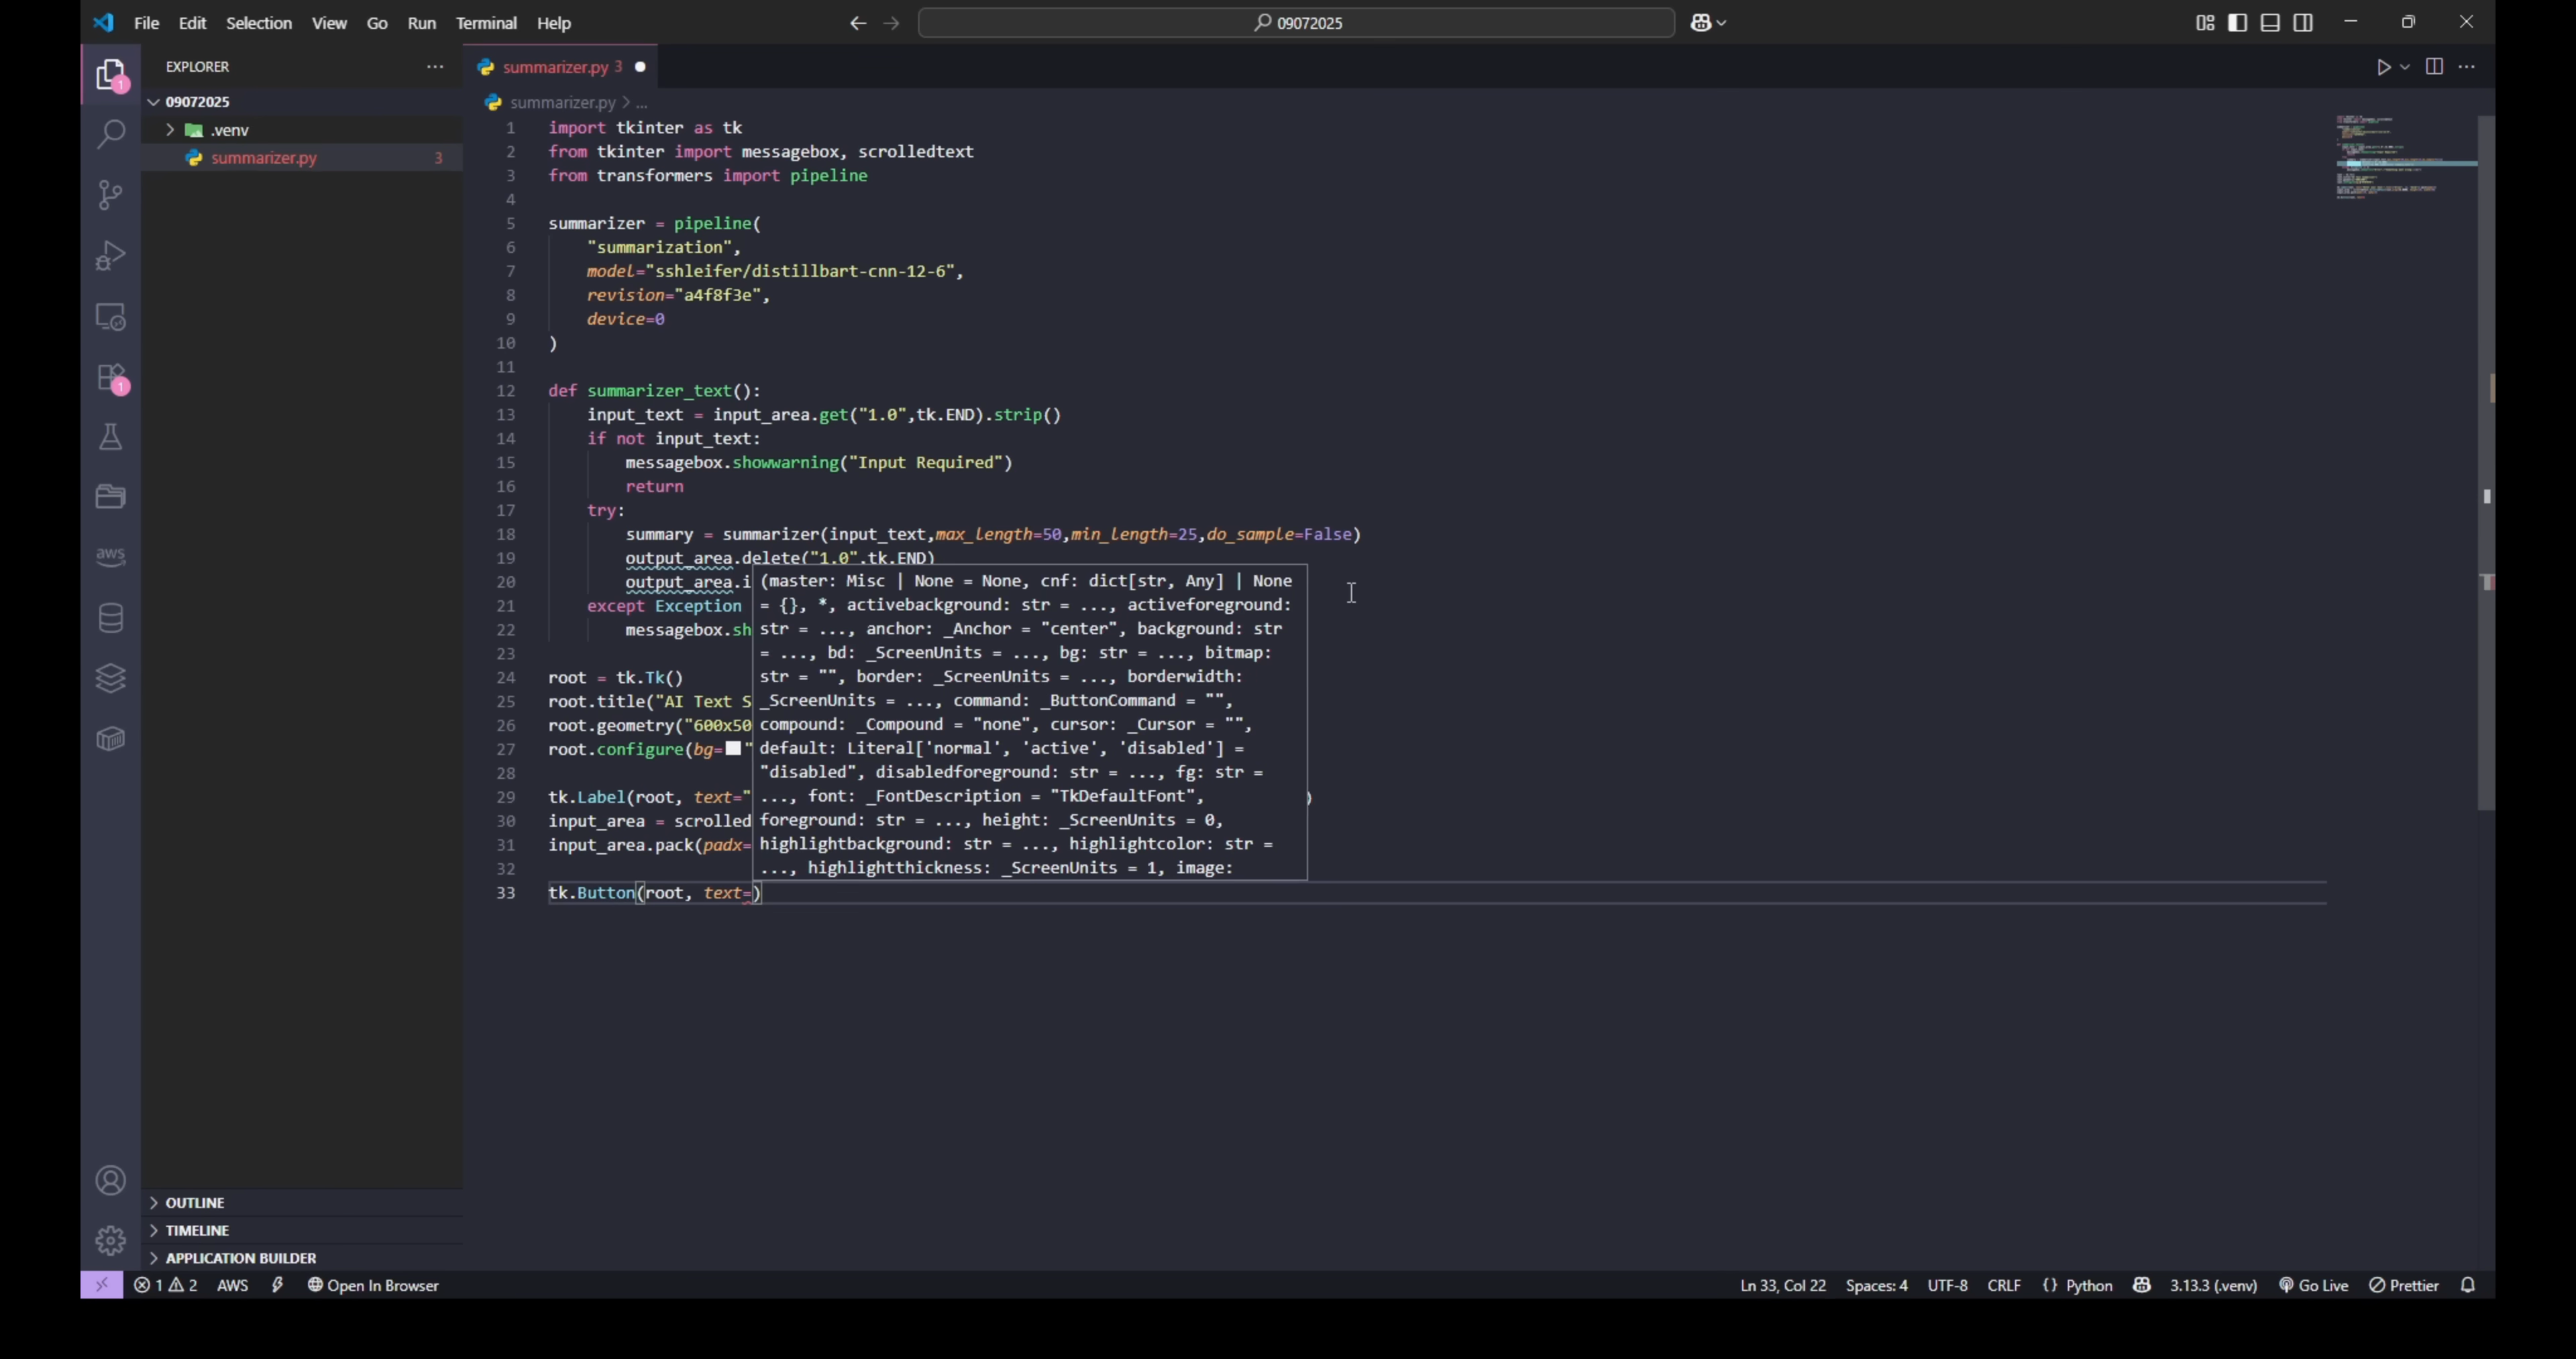 File Edit Selection View Go Run Terminal Help
09072025
EXPLORER
09072025
.venv
summarizer.py 3
summarizer.py 3
summarizer.py > ...
1 import tkinter as tk
2 from tkinter import messagebox, scrolledtext
3 from transformers import pipeline
4
5 summarizer = pipeline(
6 "summarization",
7 model="sshleifer/distillbart-cnn-12-6",
8 revision="a4f8f3e",
9 device=0
10 )
11
12 def summarizer_text():
13 input_text = input_area.get("1.0",tk.END).strip()
14 if not input_text:
15 messagebox.showwarning("Input Required")
16 return
17 try:
18 summary = summarizer(input_text,max_length=50,min_length=25,do_sample=False)
19 output_area.delete("1.0",tk.END)
20 output_area.i
21 except Exception
22 messagebox.sh
23
24 root = tk.Tk()
25 root.title("AI Text S
26 root.geometry("600x50
27 root.configure(bg="
28
29 tk.Label(root, text=" )
30 input_area = scrolled
31 input_area.pack(padx=
32
33 tk.Button(root, text=)
(master: Misc | None = None, cnf: dict[str, Any] | None
= {}, *, activebackground: str = ..., activeforeground:
str = ..., anchor: _Anchor = "center", background: str
= ..., bd: _ScreenUnits = ..., bg: str = ..., bitmap:
str = "", border: _ScreenUnits = ..., borderwidth:
_ScreenUnits = ..., command: _ButtonCommand = "",
compound: _Compound = "none", cursor: _Cursor = "",
default: Literal['normal', 'active', 'disabled'] =
"disabled", disabledforeground: str = ..., fg: str =
..., font: _FontDescription = "TkDefaultFont",
foreground: str = ..., height: _ScreenUnits = 0,
highlightbackground: str = ..., highlightcolor: str =
..., highlightthickness: _ScreenUnits = 1, image:
1
1
aws
OUTLINE
TIMELINE
APPLICATION BUILDER
1 2 AWS Open In Browser
Ln 33, Col 22 Spaces: 4 UTF-8 CRLF {} Python 3.13.3 (.venv) Go Live Prettier